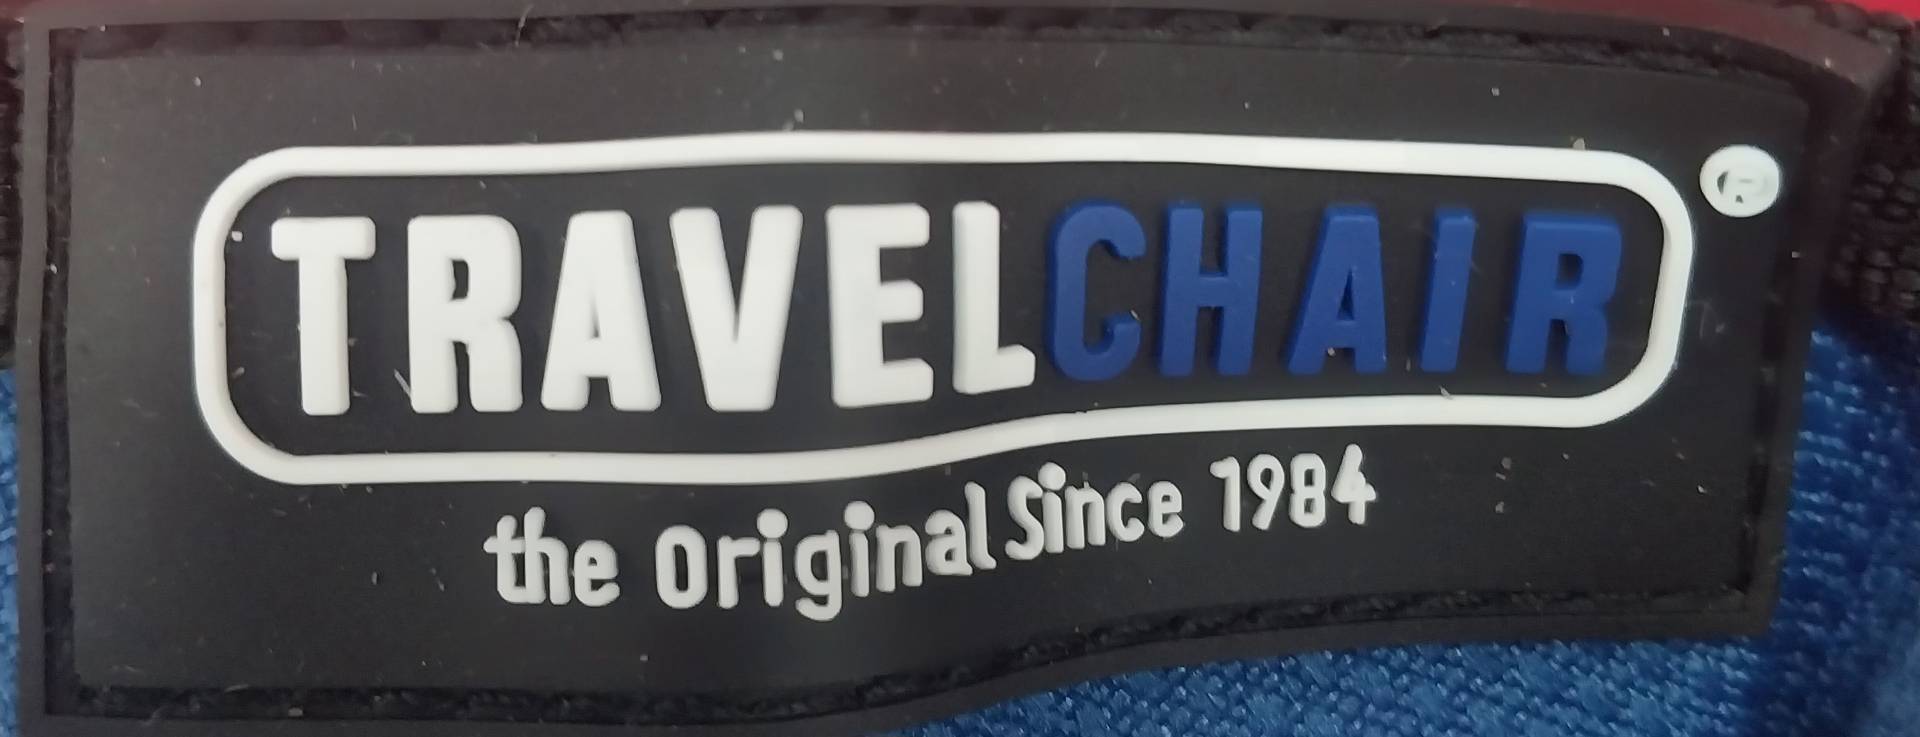 TRAVELCHAIR®
the Original Since 1984